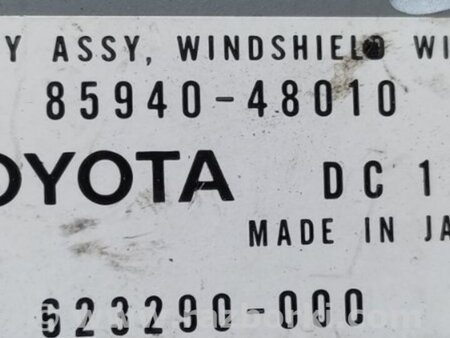 Y ASSY, WINDSHIELD WI
85940-48010
OYOTA DC 1
MADE IN JA
623290-000